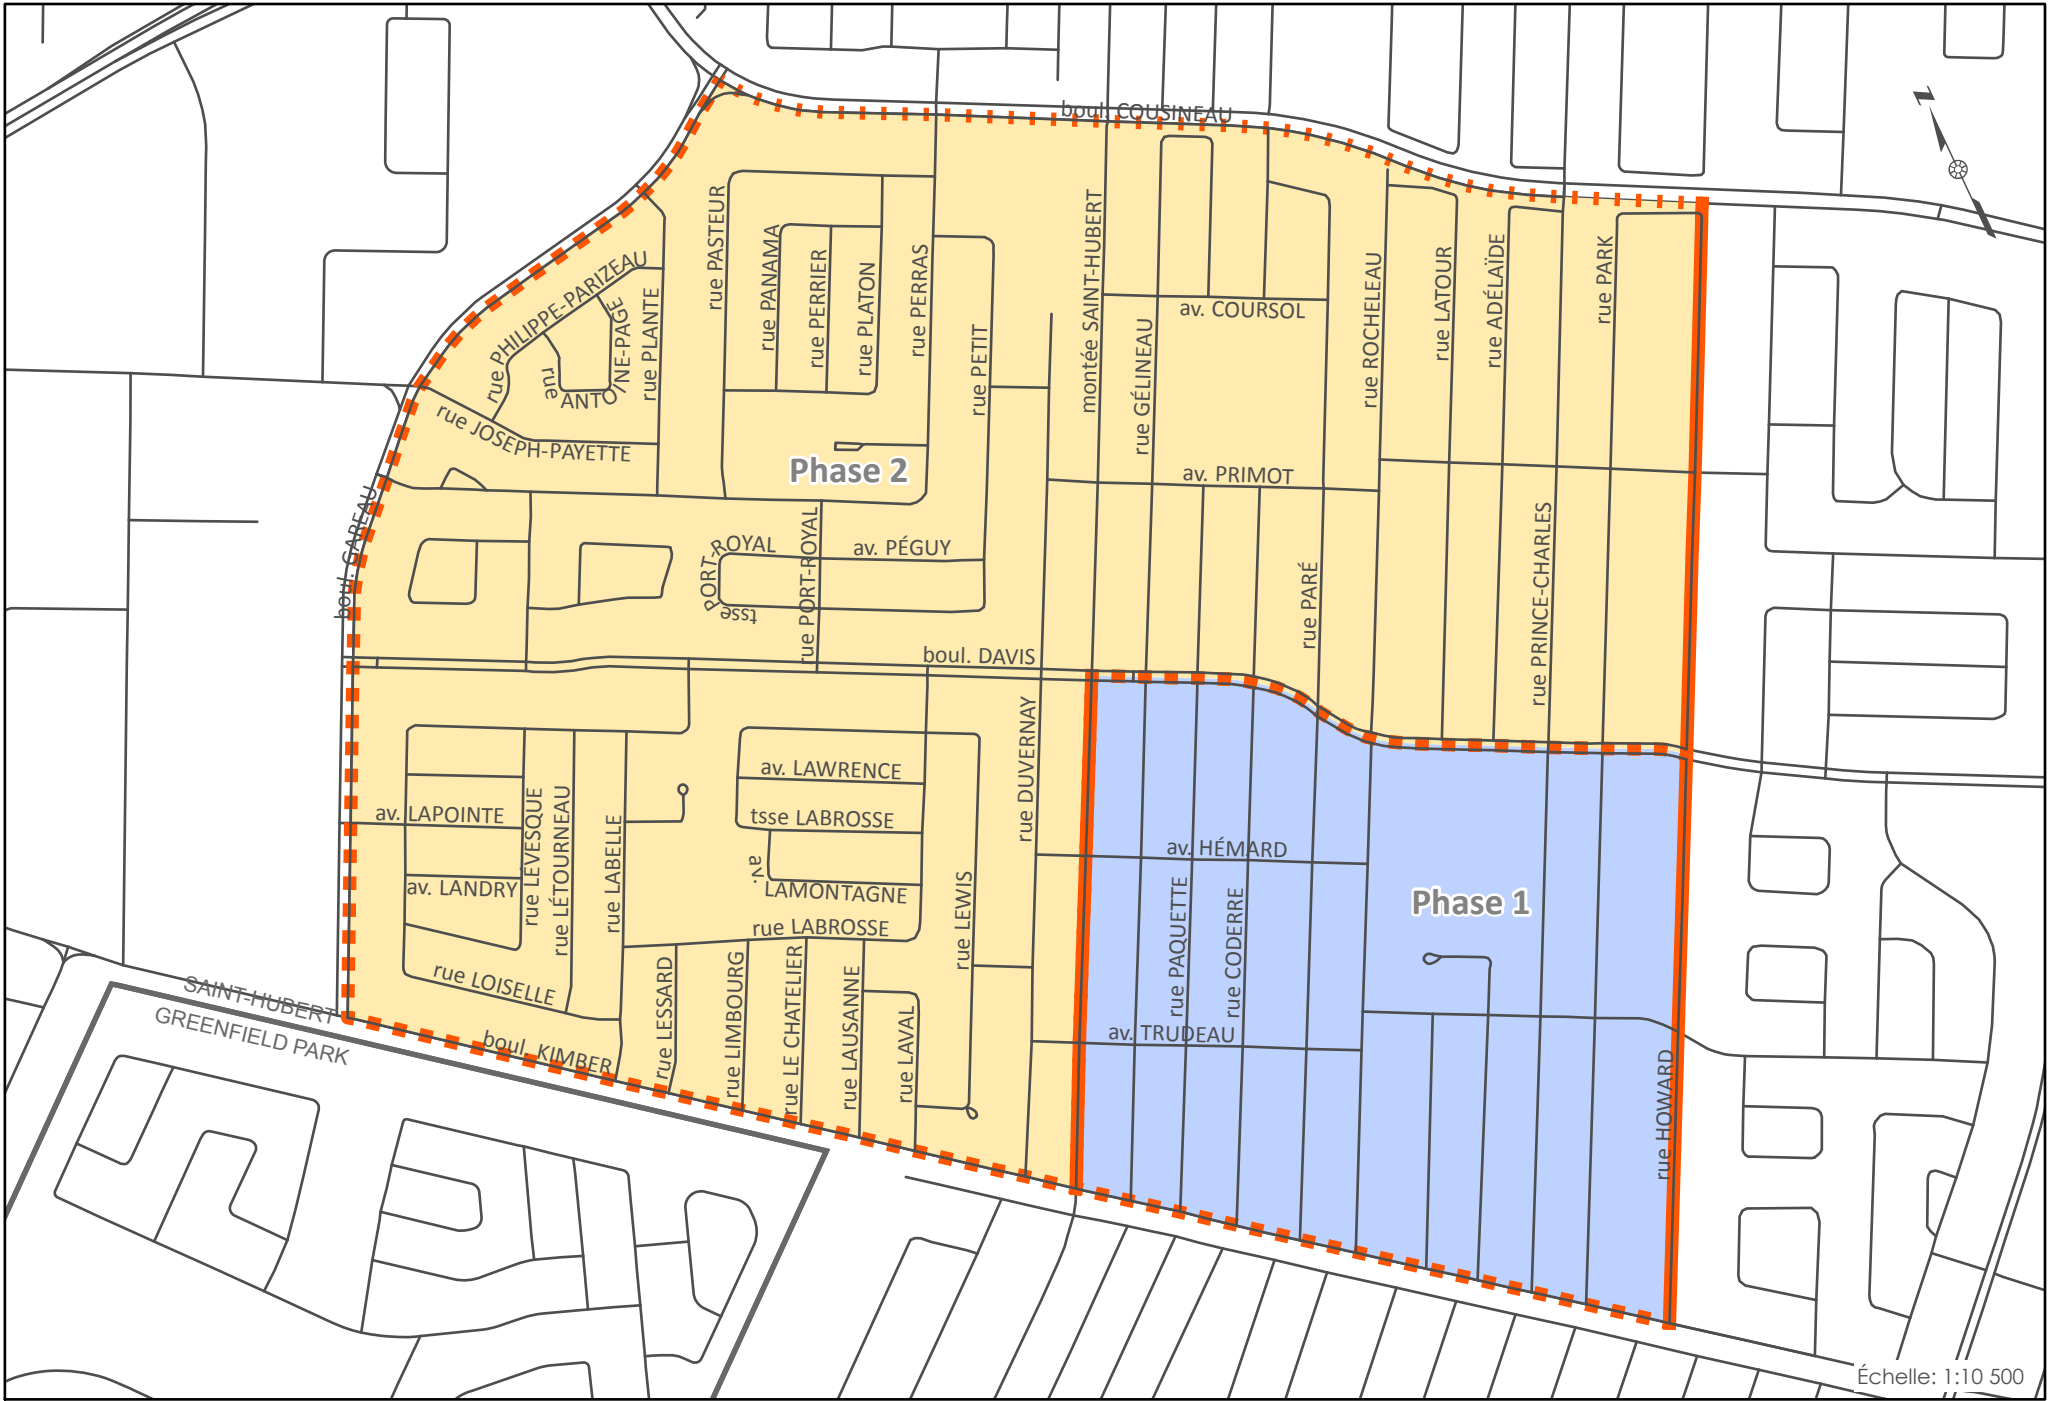 boul. COUSINEAU
N
rue PASTEUR
rue PANAMA
rue PERRIER
rue PLATON
rue PERRAS
rue PETIT
montée SAINT-HUBERT
rue GÉLINEAU
av. COURSOL
rue ROCHELEAU
rue LATOUR
rue ADÉLAÏDE
rue PARK
rue PHILIPPE-PARIZEAU
rue ANTOINE-PAGE
rue PLANTE
rue JOSEPH-PAYETTE
Phase 2
av. PRIMOT
boul. GAREAU
tsse PORT-ROYAL
rue PORT-ROYAL
av. PÉGUY
rue PARÉ
rue PRINCE-CHARLES
boul. DAVIS
rue DUVERNAY
av. LAWRENCE
av. LAPOINTE
tsse LABROSSE
rue LÉVESQUE
rue LÉTOURNEAU
rue LABELLE
av. HÉMARD
av. LANDRY
av. LAMONTAGNE
rue LABROSSE
rue LEWIS
rue PAQUETTE
rue CODERRE
Phase 1
rue LOISELLE
rue LESSARD
rue LIMBOURG
rue LE CHATELIER
rue LAUSANNE
rue LAVAL
av. TRUDEAU
SAINT-HUBERT
GREENFIELD PARK
boul. KIMBER
rue HOWARD
Échelle: 1:10 500